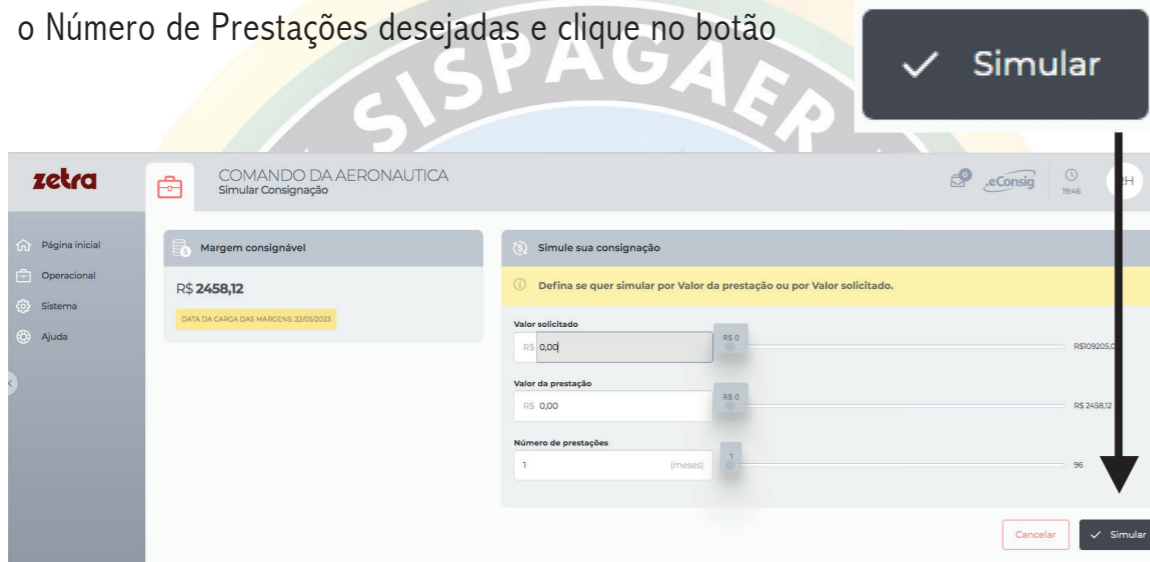 o Número de Prestações desejadas e clique no botão
Simular
SISPAGAER
zetra
COMANDO DA AERONAUTICA
Simular Consignação
0
eConsig
19:46
Página inicial
Operacional
Sistema
Ajuda
Margem consignável
R$ 2458,12
DATA DA CARGA DAS MARGENS: 22/05/2023
Simule sua consignação
Defina se quer simular por Valor da prestação ou por Valor solicitado.
Valor solicitado
R$ 0,00
R$ 0
R$109205,0
Valor da prestação
R$ 0,00
R$ 0
R$ 2458,12
Número de prestações
1 (meses)
1
96
Cancelar
Simular